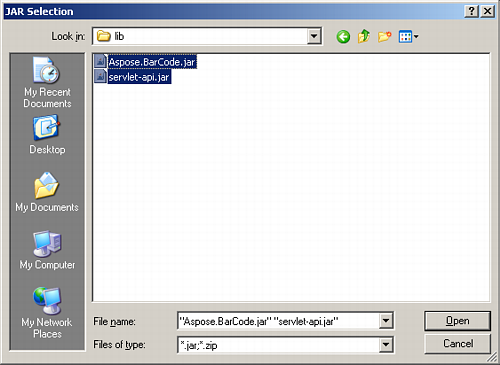 JAR Selection
Look in: lib
Aspose.BarCode.jar
servlet-api.jar
My Recent
Documents
Desktop
My Documents
My Computer
My Network
Places
File name: "Aspose.BarCode.jar" "servlet-api.jar" Open
Files of type: *.jar;*.zip Cancel